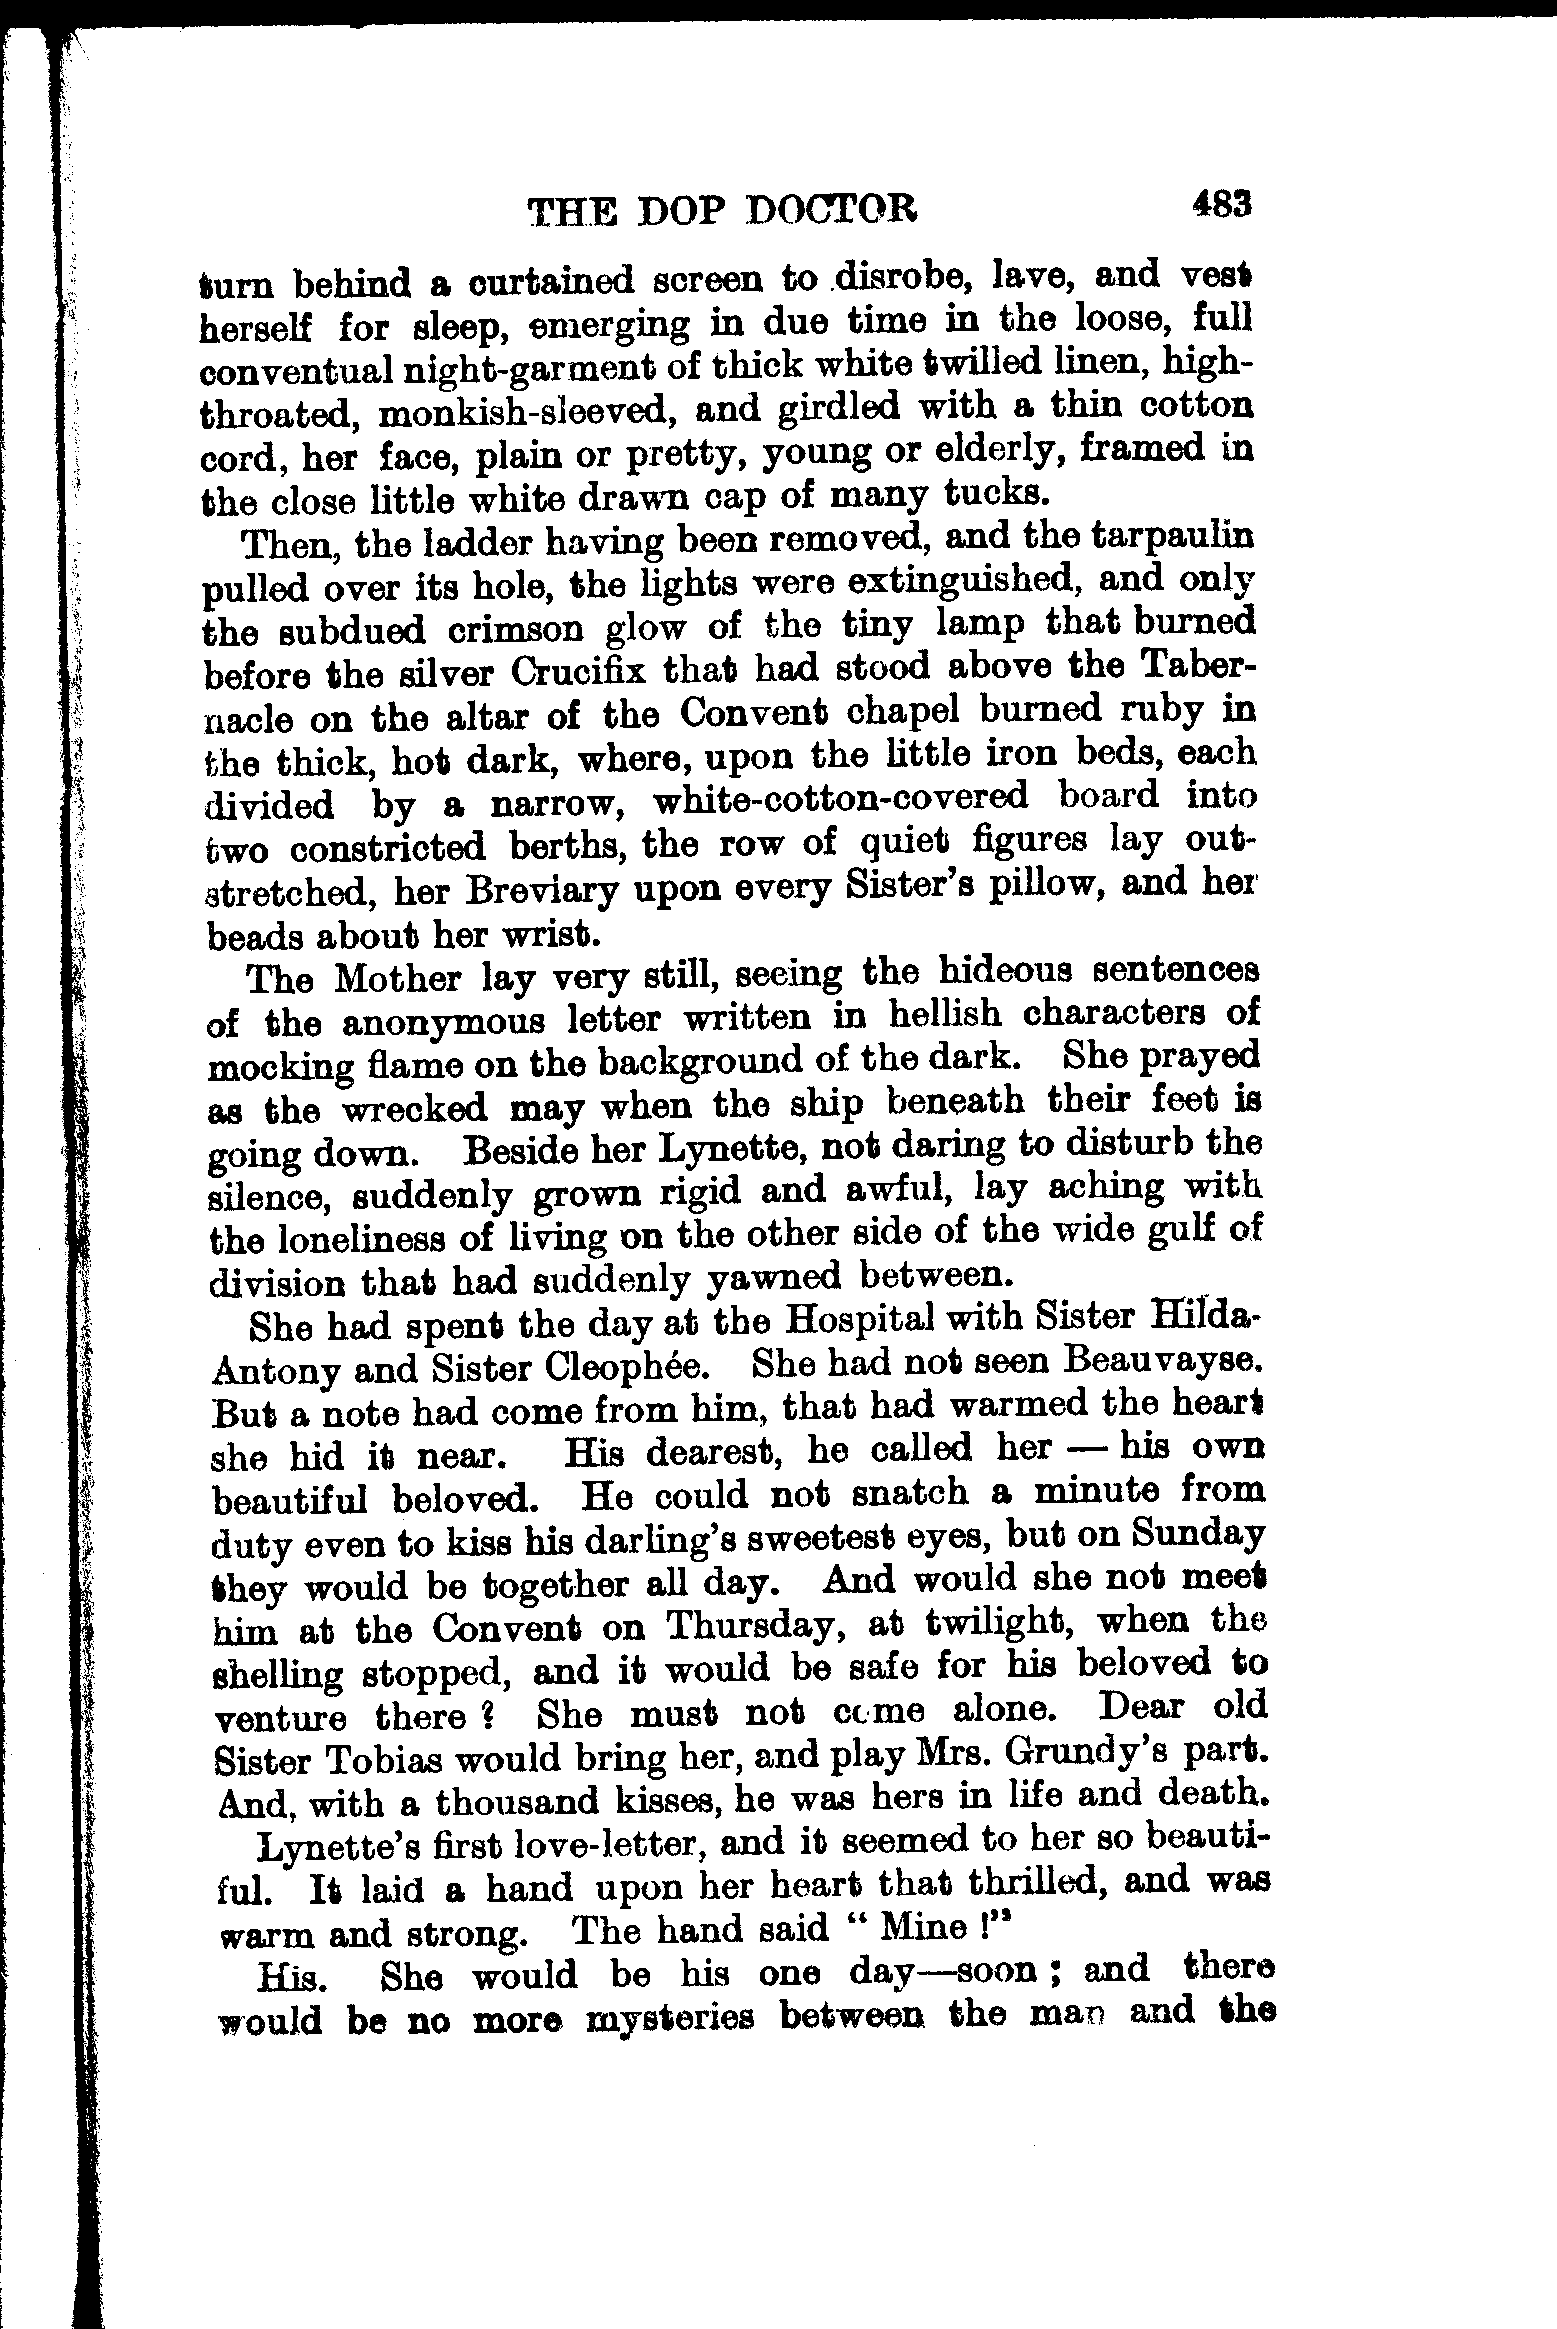 THE DOP DOCTOR 483
turn behind a curtained screen to disrobe, lave, and vest
herself for sleep, emerging in due time in the loose, full
conventual night-garment of thick white twilled linen, high-
throated, monkish-sleeved, and girdled with a thin cotton
cord, her face, plain or pretty, young or elderly, framed in
the close little white drawn cap of many tucks.
Then, the ladder having been removed, and the tarpaulin
pulled over its hole, the lights were extinguished, and only
the subdued crimson glow of the tiny lamp that burned
before the silver Crucifix that had stood above the Taber-
nacle on the altar of the Convent chapel burned ruby in
the thick, hot dark, where, upon the little iron beds, each
divided by a narrow, white-cotton-covered board into
two constricted berths, the row of quiet figures lay out-
stretched, her Breviary upon every Sister's pillow, and her
beads about her wrist.
The Mother lay very still, seeing the hideous sentences
of the anonymous letter written in hellish characters of
mocking flame on the background of the dark. She prayed
as the wrecked may when the ship beneath their feet is
going down. Beside her Lynette, not daring to disturb the
silence, suddenly grown rigid and awful, lay aching with
the loneliness of living on the other side of the wide gulf of
division that had suddenly yawned between.
She had spent the day at the Hospital with Sister Hilda-
Antony and Sister Cleophée. She had not seen Beauvayse.
But a note had come from him, that had warmed the heart
she hid it near. His dearest, he called her — his own
beautiful beloved. He could not snatch a minute from
duty even to kiss his darling's sweetest eyes, but on Sunday
they would be together all day. And would she not meet
him at the Convent on Thursday, at twilight, when the
shelling stopped, and it would be safe for his beloved to
venture there ? She must not come alone. Dear old
Sister Tobias would bring her, and play Mrs. Grundy's part.
And, with a thousand kisses, he was hers in life and death.
Lynette's first love-letter, and it seemed to her so beauti-
ful. It laid a hand upon her heart that thrilled, and was
warm and strong. The hand said “ Mine !”
His. She would be his one day—soon ; and there
would be no more mysteries between the man and the